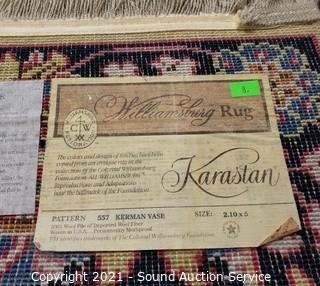 Williamsburg Rug
CW
3.
The colors and design of this Rug have been
copied from an antique rug in the
collection of the Colonial Williamsburg
Foundation. All WILLIAMSBURG
Reproductions and Adaptations
bear the hallmarks of the Foundation.
Karastan
PATTERN 557 KERMAN VASE SIZE: 2.10 x 5
100% Wool Pile of Imported Wool Fiber
Woven in U.S.A. Permanently Mothproofed
identifies trademarks of The Colonial Williamsburg Foundation
Copyright 2021 - Sound Auction Service